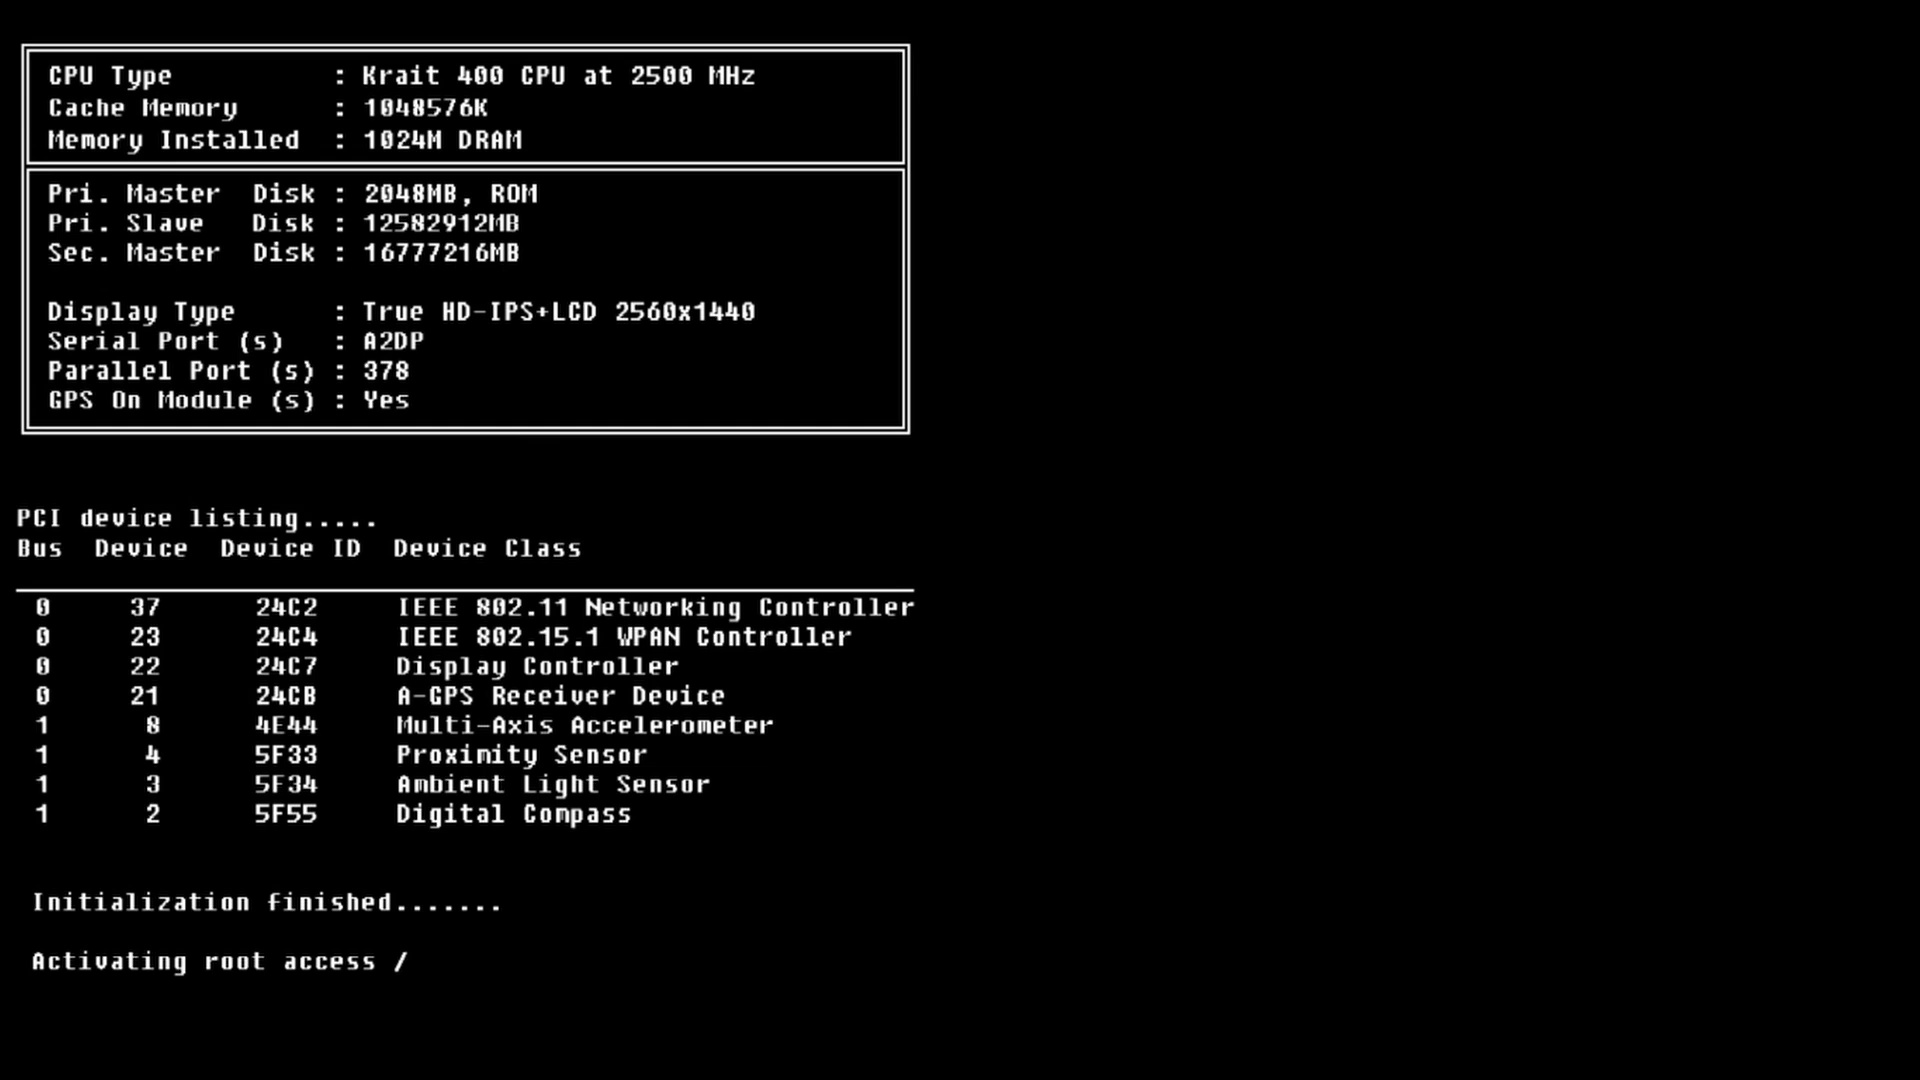 CPU Type : Krait 400 CPU at 2500 MHz
Cache Memory : 1048576K
Memory Installed : 1024M DRAM
Pri. Master Disk : 2048MB, ROM
Pri. Slave Disk : 12582912MB
Sec. Master Disk : 16777216MB
Display Type : True HD-IPS+LCD 2560x1440
Serial Port (s) : A2DP
Parallel Port (s) : 378
GPS On Module (s) : Yes
PCI device listing.....
Bus Device Device ID Device Class
0 37 24C2 IEEE 802.11 Networking Controller
0 23 24C4 IEEE 802.15.1 WPAN Controller
0 22 24C7 Display Controller
0 21 24CB A-GPS Receiver Device
1 8 4E44 Multi-Axis Accelerometer
1 4 5F33 Proximity Sensor
1 3 5F34 Ambient Light Sensor
1 2 5F55 Digital Compass
Initialization finished.......
Activating root access /